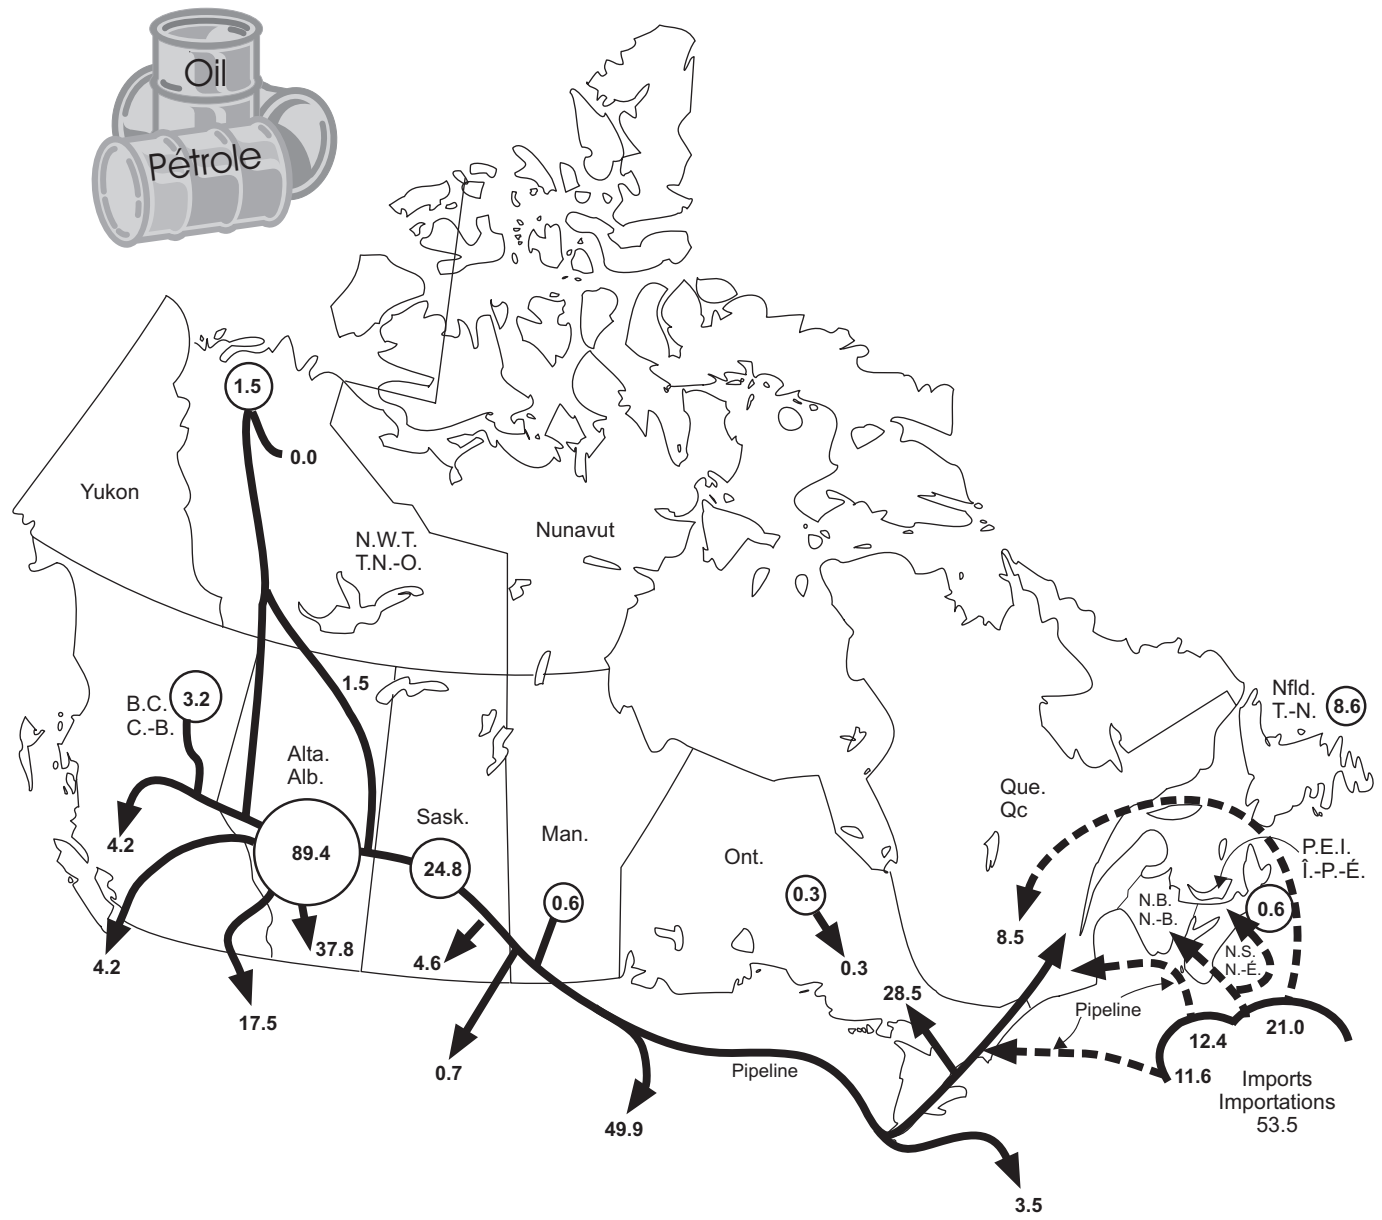 Oil
Pétrole
1.5
0.0
Yukon
N.W.T.
T.N.-O.
Nunavut
1.5
B.C.
C.-B.
3.2
Nfld.
T.-N.
8.6
Alta.
Alb.
Que.
Qc
Sask.
Man.
Ont.
P.E.I.
Î.-P.-É.
4.2
89.4
24.8
0.6
0.3
N.B.
N.-B.
0.6
8.5
N.S.
N.-É.
4.2
37.8
4.6
0.3
28.5
17.5
Pipeline
12.4
21.0
0.7
Pipeline
11.6
Imports
Importations
53.5
49.9
3.5